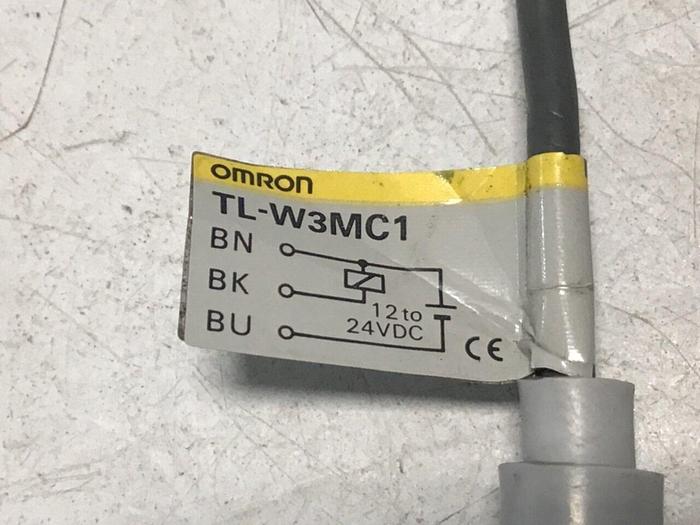 OMRON
TL-W3MC1
BN
BK
12 to
BU
24VDC
CE